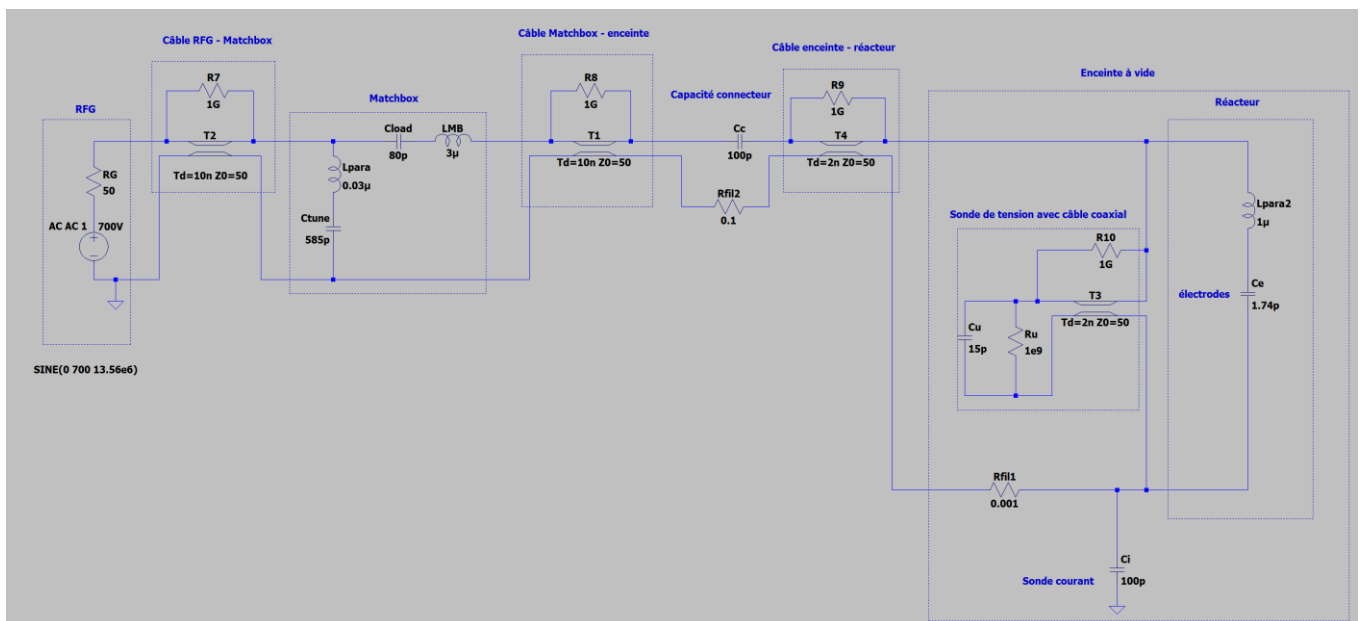 Câble RFG - Matchbox
R7
1G
T2
Td=10n Z0=50
RFG
RG
50
AC AC 1
700V
SINE(0 700 13.56e6)
Matchbox
Cload
80p
LMB
3µ
Lpara
0.03µ
Ctune
585p
Câble Matchbox - enceinte
R8
1G
T1
Td=10n Z0=50
Capacité connecteur
Cc
100p
Rfil2
0.1
Câble enceinte - réacteur
R9
1G
T4
Td=2n Z0=50
Enceinte à vide
Réacteur
Lpara2
1µ
électrodes
Ce
1.74p
Sonde de tension avec câble coaxial
R10
1G
T3
Td=2n Z0=50
Cu
15p
Ru
1e9
Rfil1
0.001
Ci
100p
Sonde courant